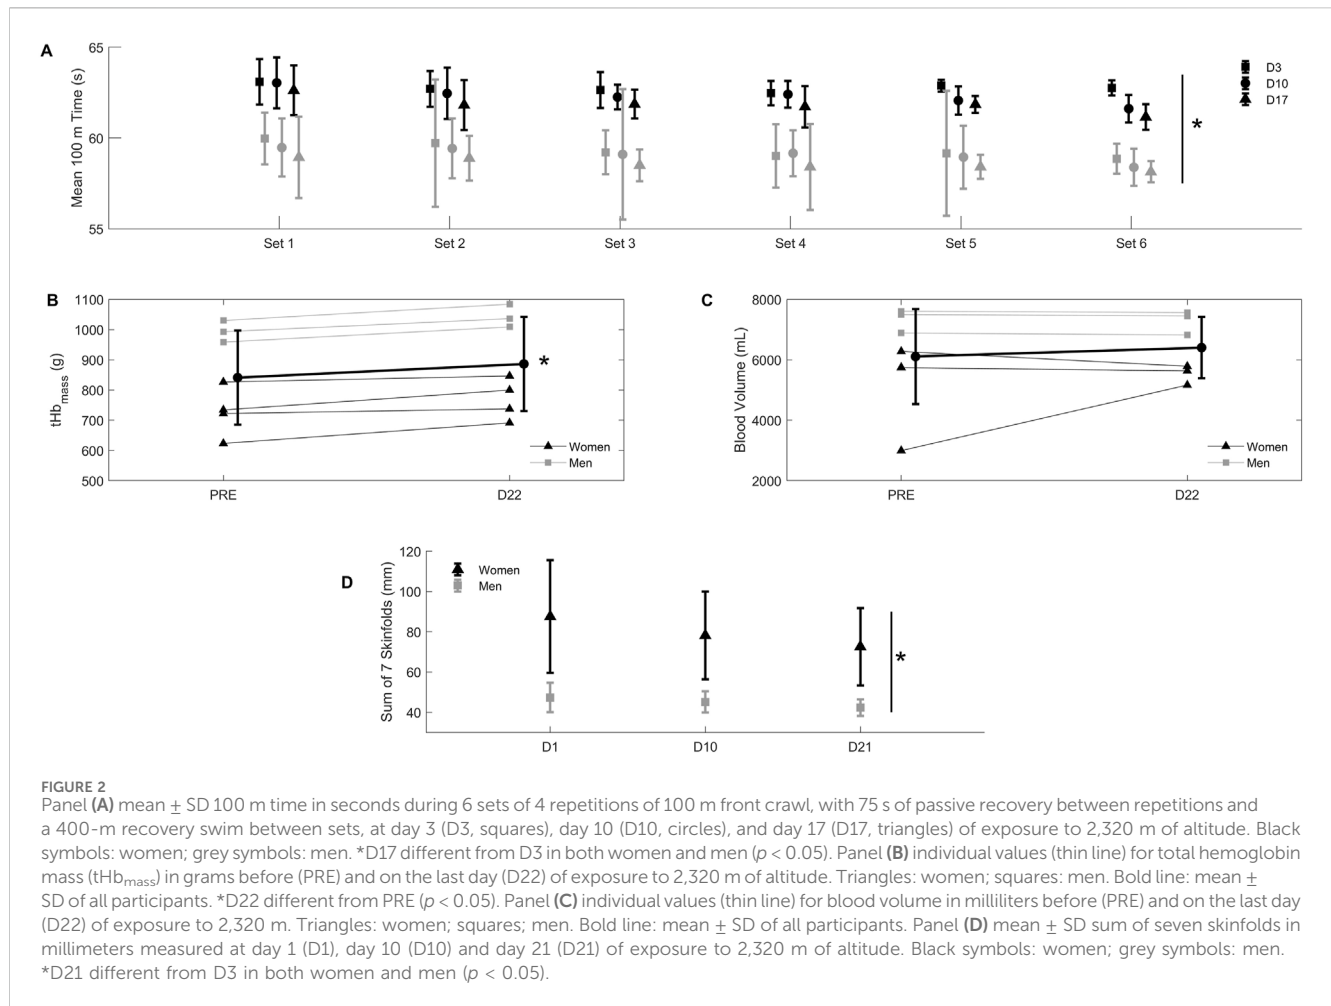 A
Mean 100 m Time (s)
65
60
55
Set 1
Set 2
Set 3
Set 4
Set 5
Set 6
D3
D10
D17
*
B
tHbmass (g)
1100
1000
900
800
700
600
500
PRE
D22
*
Women
Men
C
Blood Volume (mL)
8000
6000
4000
2000
PRE
D22
Women
Men
D
Sum of 7 Skinfolds (mm)
120
100
80
60
40
Women
Men
D1
D10
D21
*
FIGURE 2
Panel (A) mean ± SD 100 m time in seconds during 6 sets of 4 repetitions of 100 m front crawl, with 75 s of passive recovery between repetitions and
a 400-m recovery swim between sets, at day 3 (D3, squares), day 10 (D10, circles), and day 17 (D17, triangles) of exposure to 2,320 m of altitude. Black
symbols: women; grey symbols: men. *D17 different from D3 in both women and men (p < 0.05). Panel (B) individual values (thin line) for total hemoglobin
mass (tHbmass) in grams before (PRE) and on the last day (D22) of exposure to 2,320 m of altitude. Triangles: women; squares: men. Bold line: mean ±
SD of all participants. *D22 different from PRE (p < 0.05). Panel (C) individual values (thin line) for blood volume in milliliters before (PRE) and on the last day
(D22) of exposure to 2,320 m. Triangles: women; squares; men. Bold line: mean ± SD of all participants. Panel (D) mean ± SD sum of seven skinfolds in
millimeters measured at day 1 (D1), day 10 (D10) and day 21 (D21) of exposure to 2,320 m of altitude. Black symbols: women; grey symbols: men.
*D21 different from D3 in both women and men (p < 0.05).